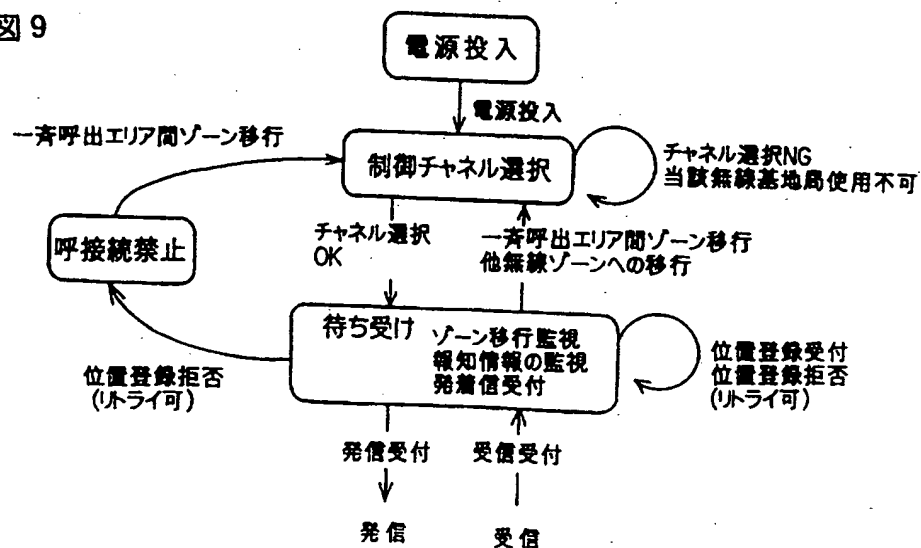 図9
電源投入
電源投入
一斉呼出エリア間ゾーン移行
制御チャネル選択
チャネル選択NG
当該無線基地局使用不可
呼接続禁止
チャネル選択
OK
一斉呼出エリア間ゾーン移行
他無線ゾーンへの移行
待ち受け
ゾーン移行監視
報知情報の監視
発着信受付
位置登録受付
位置登録拒否
(リトライ可)
位置登録拒否
(リトライ可)
発信受付
受信受付
発信
受信